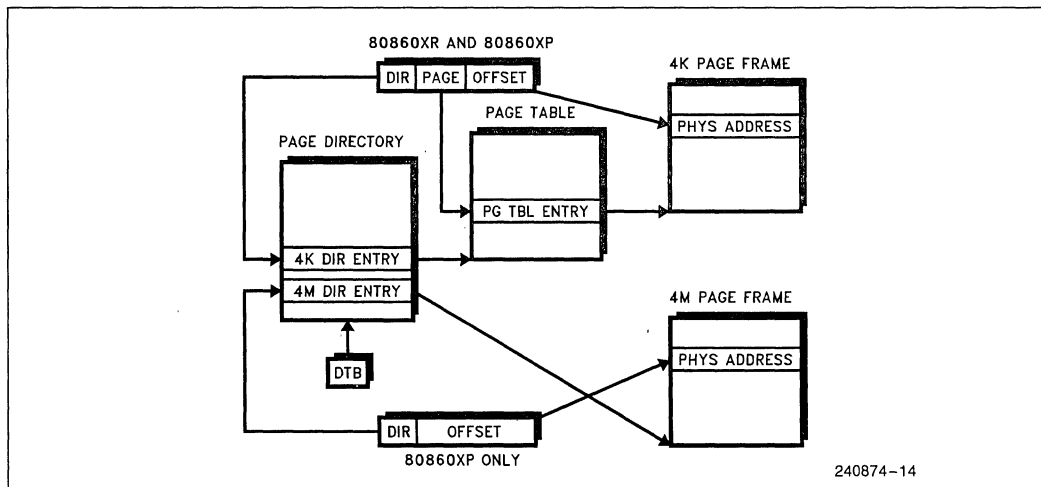 80860XR AND 80860XP
DIR PAGE OFFSET
4K PAGE FRAME
PHYS ADDRESS
PAGE TABLE
PG TBL ENTRY
PAGE DIRECTORY
4K DIR ENTRY
4M DIR ENTRY
DTB
4M PAGE FRAME
PHYS ADDRESS
DIR OFFSET
80860XP ONLY
240874-14